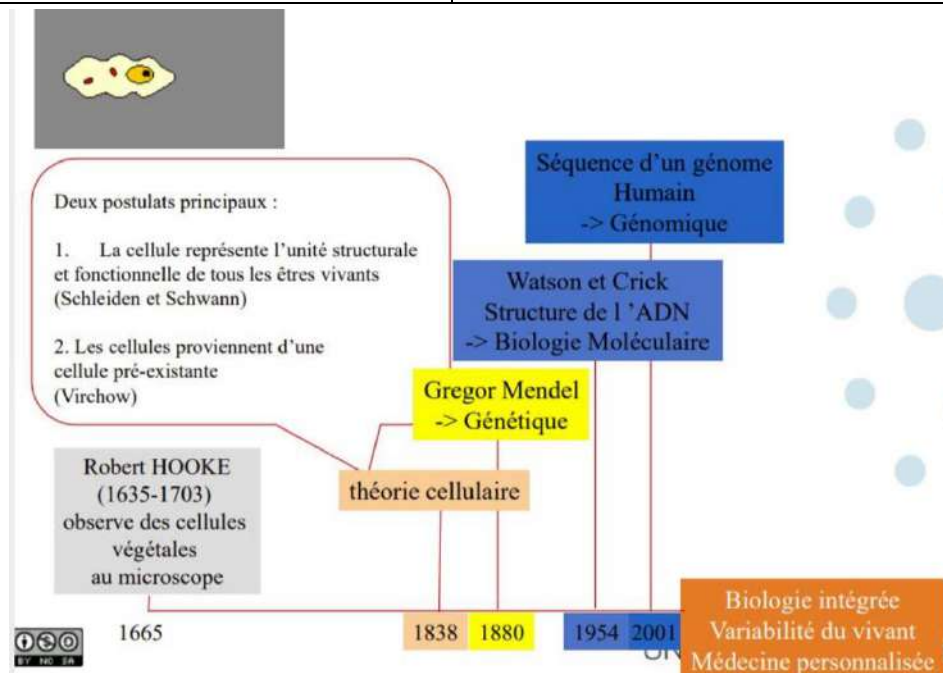 Séquence d'un génome
Humain
-> Génomique
Deux postulats principaux :
1. La cellule représente l'unité structurale
et fonctionnelle de tous les êtres vivants
(Schleiden et Schwann)
2. Les cellules proviennent d'une
cellule pré-existante
(Virchow)
Watson et Crick
Structure de l 'ADN
-> Biologie Moléculaire
Gregor Mendel
-> Génétique
Robert HOOKE
(1635-1703)
observe des cellules
végétales
au microscope
théorie cellulaire
1665
1838
1880
1954
2001
Biologie intégrée
Variabilité du vivant
Médecine personnalisée
BY NC SA